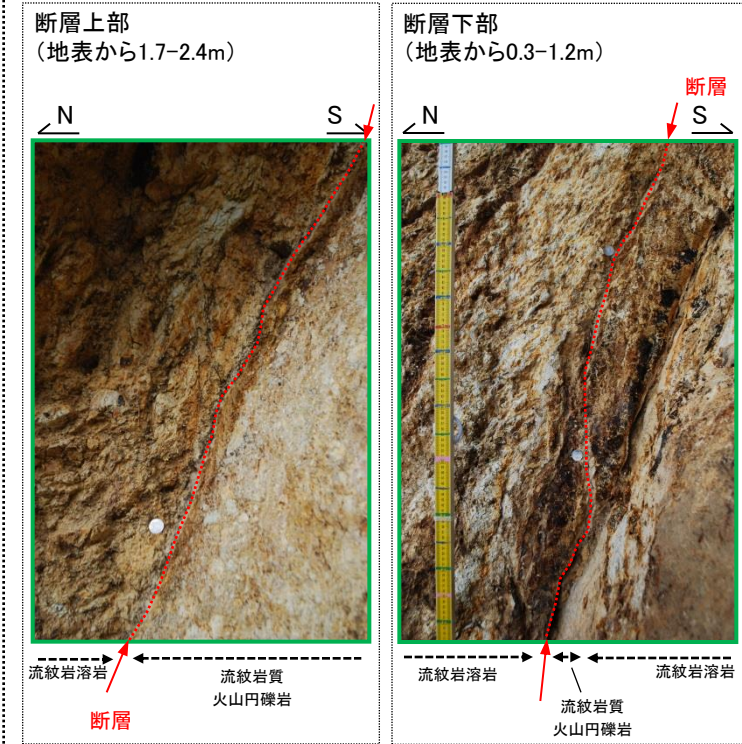 断層上部
（地表から1.7-2.4m）
N
S
流紋岩溶岩
流紋岩質
火山円礫岩
断層
断層下部
（地表から0.3-1.2m）
断層
N
S
流紋岩溶岩
流紋岩質
火山円礫岩
流紋岩溶岩